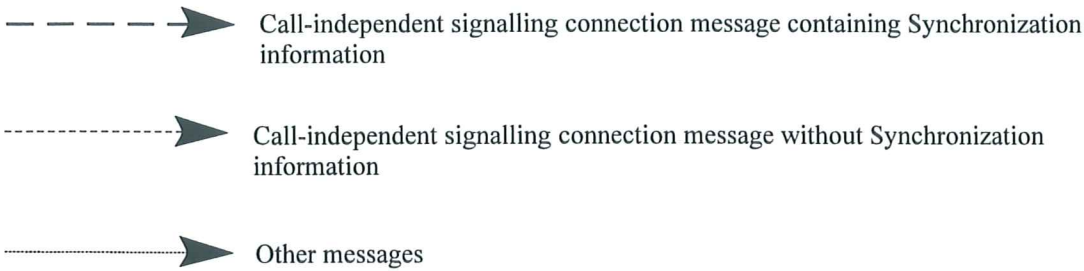 Call-independent signalling connection message containing Synchronization
information
Call-independent signalling connection message without Synchronization
information
Other messages